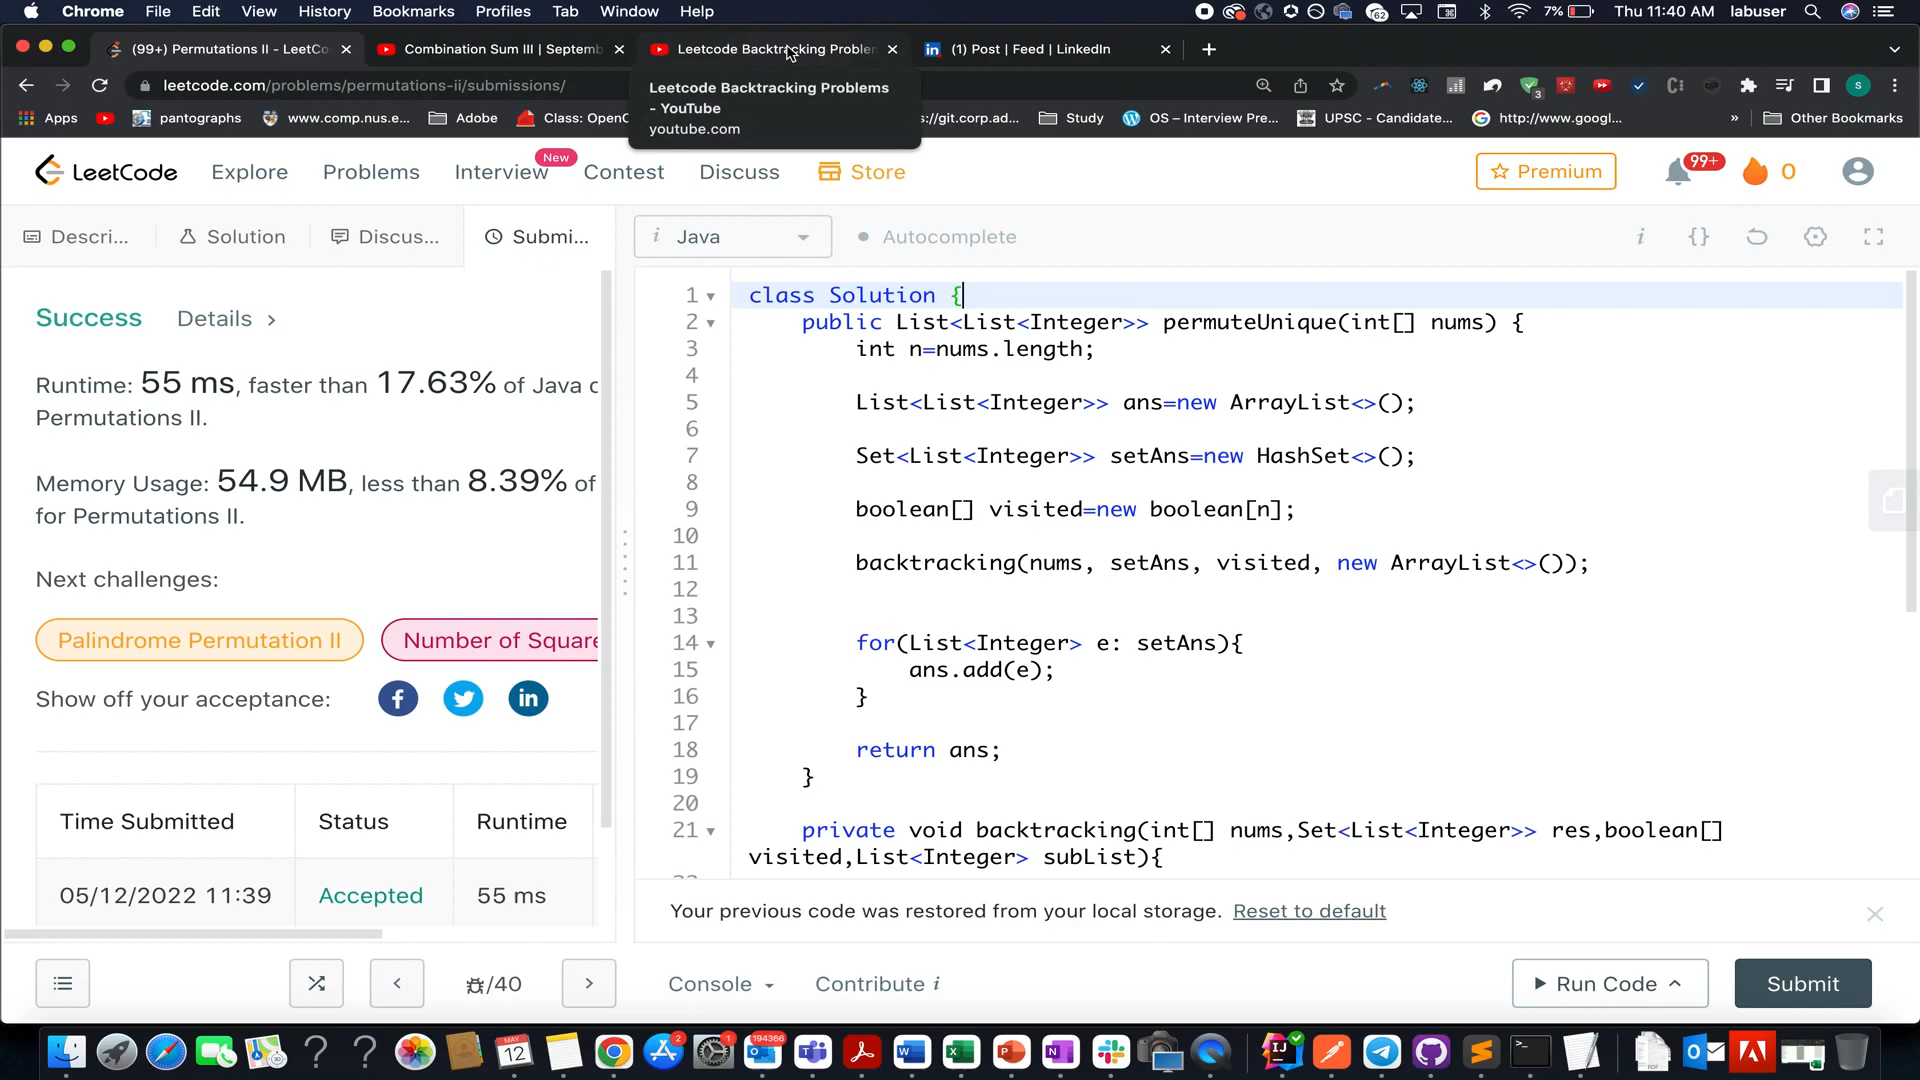 Chrome File Edit View History Bookmarks Profiles Tab Window Help 62 7% Thu 11:40 AM labuser
(99+) Permutations II - LeetCo Combination Sum III | Septemb Leetcode Backtracking Problem (1) Post | Feed | LinkedIn
leetcode.com/problems/permutations-ii/submissions/
Leetcode Backtracking Problems
- YouTube
youtube.com
Apps pantographs www.comp.nus.e... Adobe Class: OpenC ://git.corp.ad... Study OS – Interview Pre... UPSC - Candidate... http://www.googl... » Other Bookmarks
LeetCode Explore Problems Interview New Contest Discuss Store Premium 99+ 0
Descri... Solution Discus... Submi... i Java Autocomplete
Success Details
Runtime: 55 ms, faster than 17.63% of Java o
Permutations II.
Memory Usage: 54.9 MB, less than 8.39% of
for Permutations II.
Next challenges:
Palindrome Permutation II Number of Square
Show off your acceptance:
Time Submitted Status Runtime
05/12/2022 11:39 Accepted 55 ms
1 class Solution {
2 public List<List<Integer>> permuteUnique(int[] nums) {
3 int n=nums.length;
4
5 List<List<Integer>> ans=new ArrayList<>();
6
7 Set<List<Integer>> setAns=new HashSet<>();
8
9 boolean[] visited=new boolean[n];
10
11 backtracking(nums, setAns, visited, new ArrayList<>());
12
13
14 for(List<Integer> e: setAns){
15 ans.add(e);
16 }
17
18 return ans;
19 }
20
21 private void backtracking(int[] nums,Set<List<Integer>> res,boolean[]
visited,List<Integer> subList){
Your previous code was restored from your local storage. Reset to default
/40 Console Contribute i Run Code Submit
MAY 12 2 1 194366